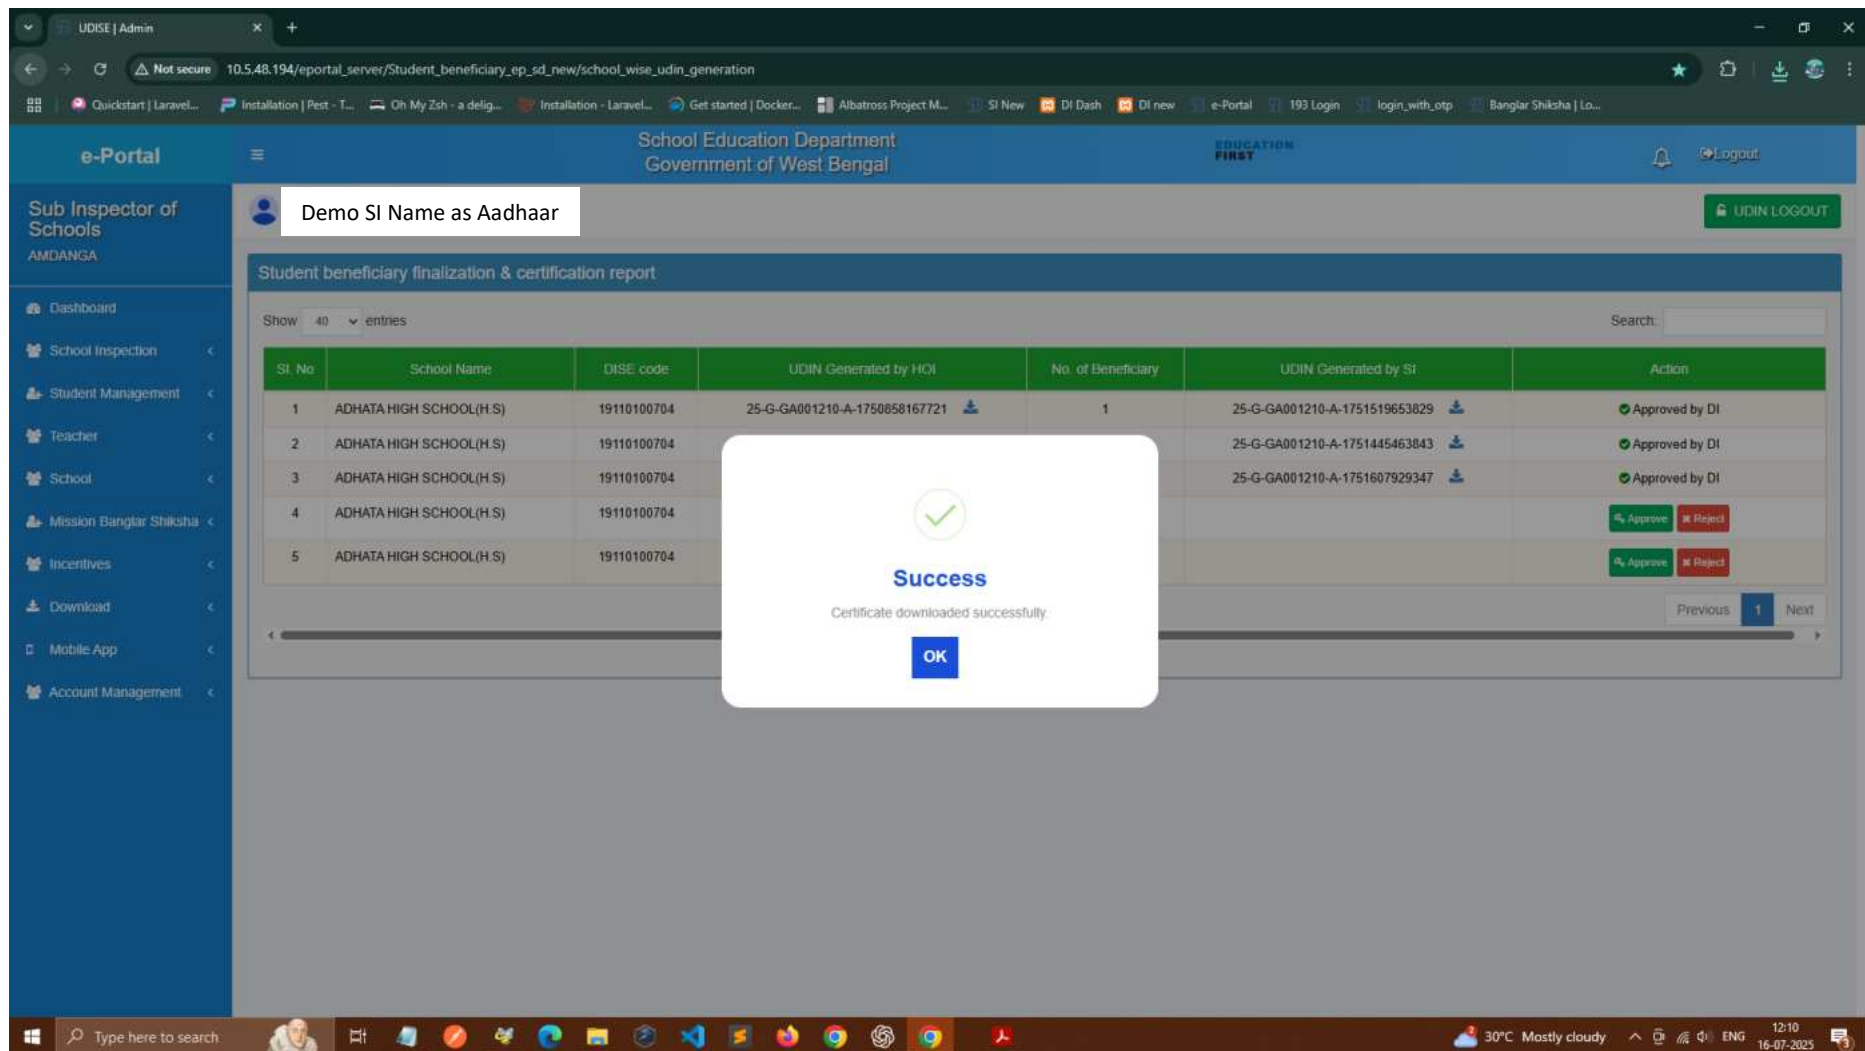 UDISE | Admin
Not secure 10.5.48.194/eportal_server/Student_beneficiary_ep_sd_new/school_wise_udin_generation
Quickstart | Laravel... Installation | Pest - T... Oh My Zsh - a delig... Installation - Laravel... Get started | Docker... Albatross Project M... SI New DI Dash DI new e-Portal 193 Login login_with_otp Banglar Shiksha | Lo...
e-Portal
School Education Department
Government of West Bengal
EDUCATION
FIRST
Logout
Sub Inspector of
Schools
AMDANGA
Demo SI Name as Aadhaar
UDIN LOGOUT
Dashboard
School Inspection
Student Management
Teacher
School
Mission Banglar Shiksha
Incentives
Download
Mobile App
Account Management
Student beneficiary finalization & certification report
Show 40 entries
Search:
Sl. No School Name DISE code UDIN Generated by HOI No. of Beneficiary UDIN Generated by SI Action
1 ADHATA HIGH SCHOOL(H.S) 19110100704 25-G-GA001210-A-1750858167721 1 25-G-GA001210-A-1751519653829 Approved by DI
2 ADHATA HIGH SCHOOL(H.S) 19110100704 25-G-GA001210-A-1751445463843 Approved by DI
3 ADHATA HIGH SCHOOL(H.S) 19110100704 25-G-GA001210-A-1751607929347 Approved by DI
4 ADHATA HIGH SCHOOL(H.S) 19110100704 Approve Reject
5 ADHATA HIGH SCHOOL(H.S) 19110100704 Approve Reject
Previous 1 Next
Success
Certificate downloaded successfully.
OK
Type here to search
30°C Mostly cloudy
ENG
12:10
16-07-2025
3